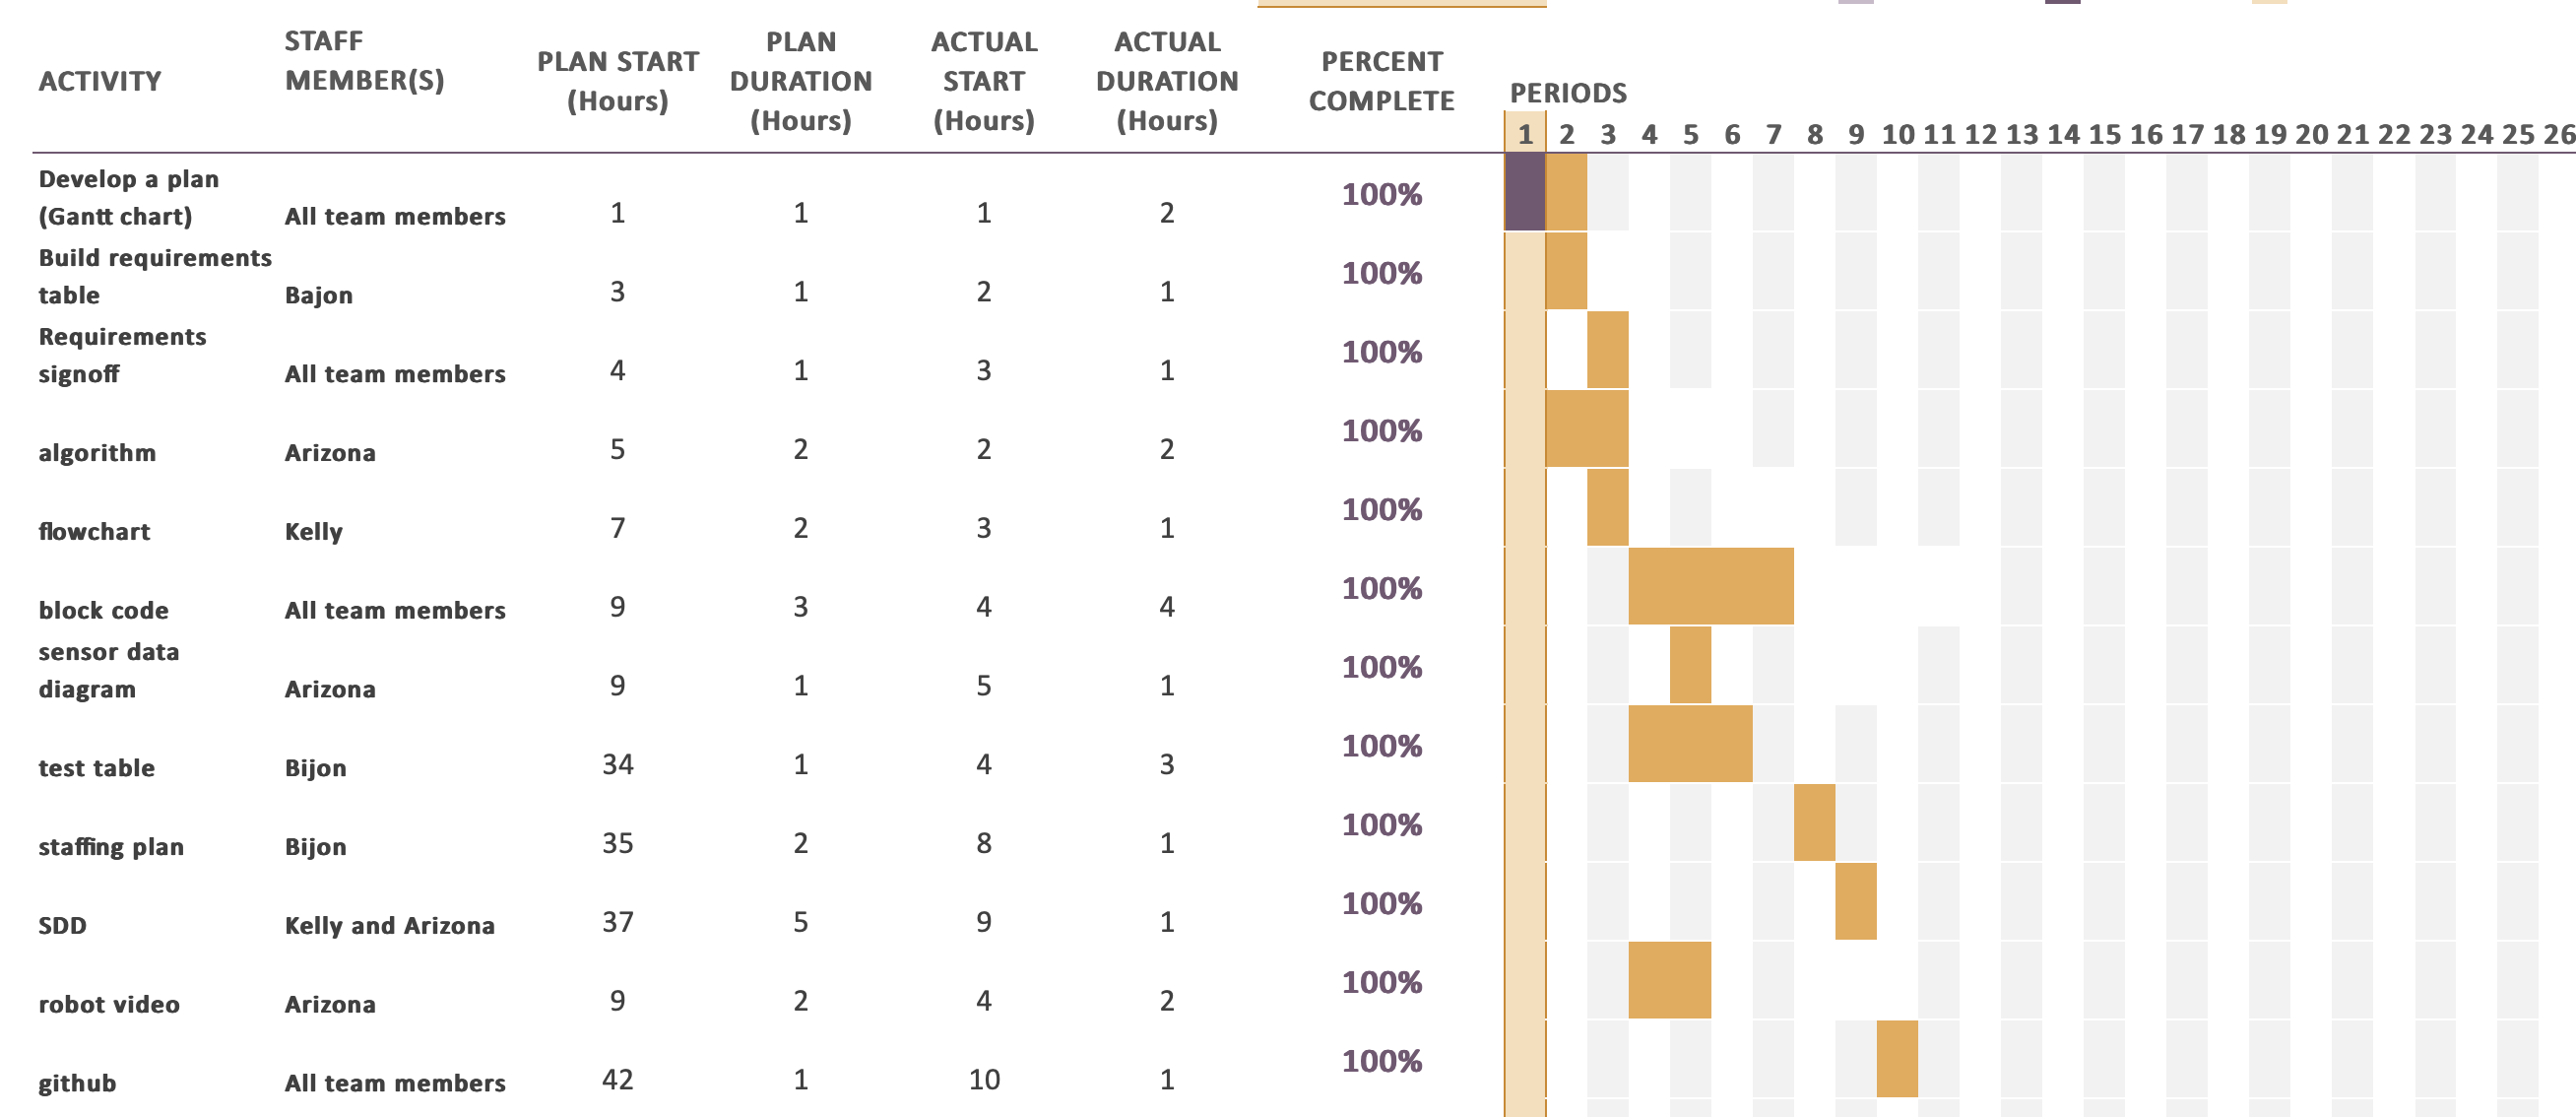 ACTIVITY
STAFF
MEMBER(S)
PLAN START
(Hours)
PLAN
DURATION
(Hours)
ACTUAL
START
(Hours)
ACTUAL
DURATION
(Hours)
PERCENT
COMPLETE
PERIODS
1 2 3 4 5 6 7 8 9 10 11 12 13 14 15 16 17 18 19 20 21 22 23 24 25 26
Develop a plan
(Gantt chart) All team members 1 1 1 2 100%
Build requirements
table Bajon 3 1 2 1 100%
Requirements
signoff All team members 4 1 3 1 100%
algorithm Arizona 5 2 2 2 100%
flowchart Kelly 7 2 3 1 100%
block code All team members 9 3 4 4 100%
sensor data
diagram Arizona 9 1 5 1 100%
test table Bijon 34 1 4 3 100%
staffing plan Bijon 35 2 8 1 100%
SDD Kelly and Arizona 37 5 9 1 100%
robot video Arizona 9 2 4 2 100%
github All team members 42 1 10 1 100%